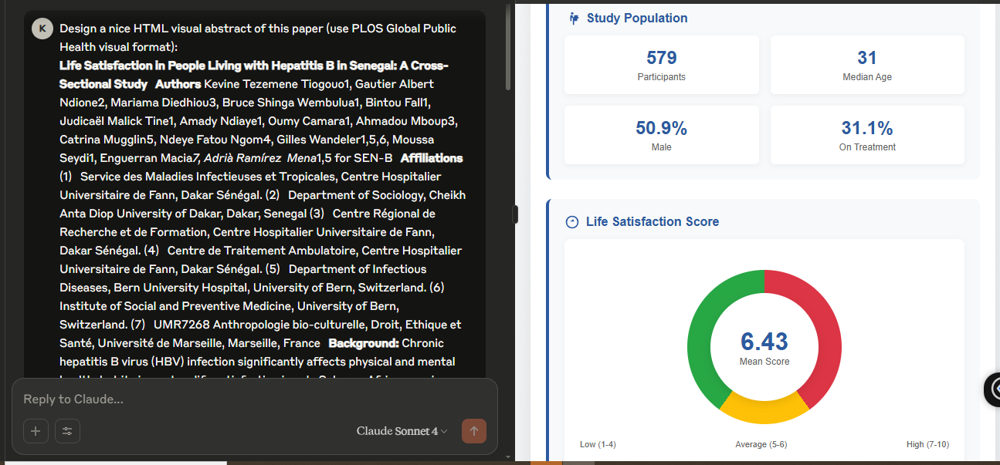 K
Design a nice HTML visual abstract of this paper (use PLOS Global Public
Health visual format):
Life Satisfaction in People Living with Hepatitis B in Senegal: A Cross-
Sectional Study Authors Kevine Tezemene Tiogouo1, Gautier Albert
Ndione2, Mariama Diedhiou3, Bruce Shinga Wembulua1, Bintou Fall1,
Judicaël Malick Tine1, Amady Ndiaye1, Oumy Camara1, Ahmadou Mboup3,
Catrina Mugglin5, Ndeye Fatou Ngom4, Gilles Wandeler1,5,6, Moussa
Seydi1, Enguerran Macia7, Adrià Ramírez Mena1,5 for SEN-B Affiliations
(1) Service des Maladies Infectieuses et Tropicales, Centre Hospitalier
Universitaire de Fann, Dakar Sénégal. (2) Department of Sociology, Cheikh
Anta Diop University of Dakar, Dakar, Senegal (3) Centre Régional de
Recherche et de Formation, Centre Hospitalier Universitaire de Fann,
Dakar Sénégal. (4) Centre de Traitement Ambulatoire, Centre Hospitalier
Universitaire de Fann, Dakar Sénégal. (5) Department of Infectious
Diseases, Bern University Hospital, University of Bern, Switzerland. (6)
Institute of Social and Preventive Medicine, University of Bern,
Switzerland. (7) UMR7268 Anthropologie bio-culturelle, Droit, Ethique et
Santé, Université de Marseille, Marseille, France Background: Chronic
hepatitis B virus (HBV) infection significantly affects physical and mental
Reply to Claude...
Claude Sonnet 4
Study Population
579
Participants
31
Median Age
50.9%
Male
31.1%
On Treatment
Life Satisfaction Score
6.43
Mean Score
Low (1-4)
Average (5-6)
High (7-10)